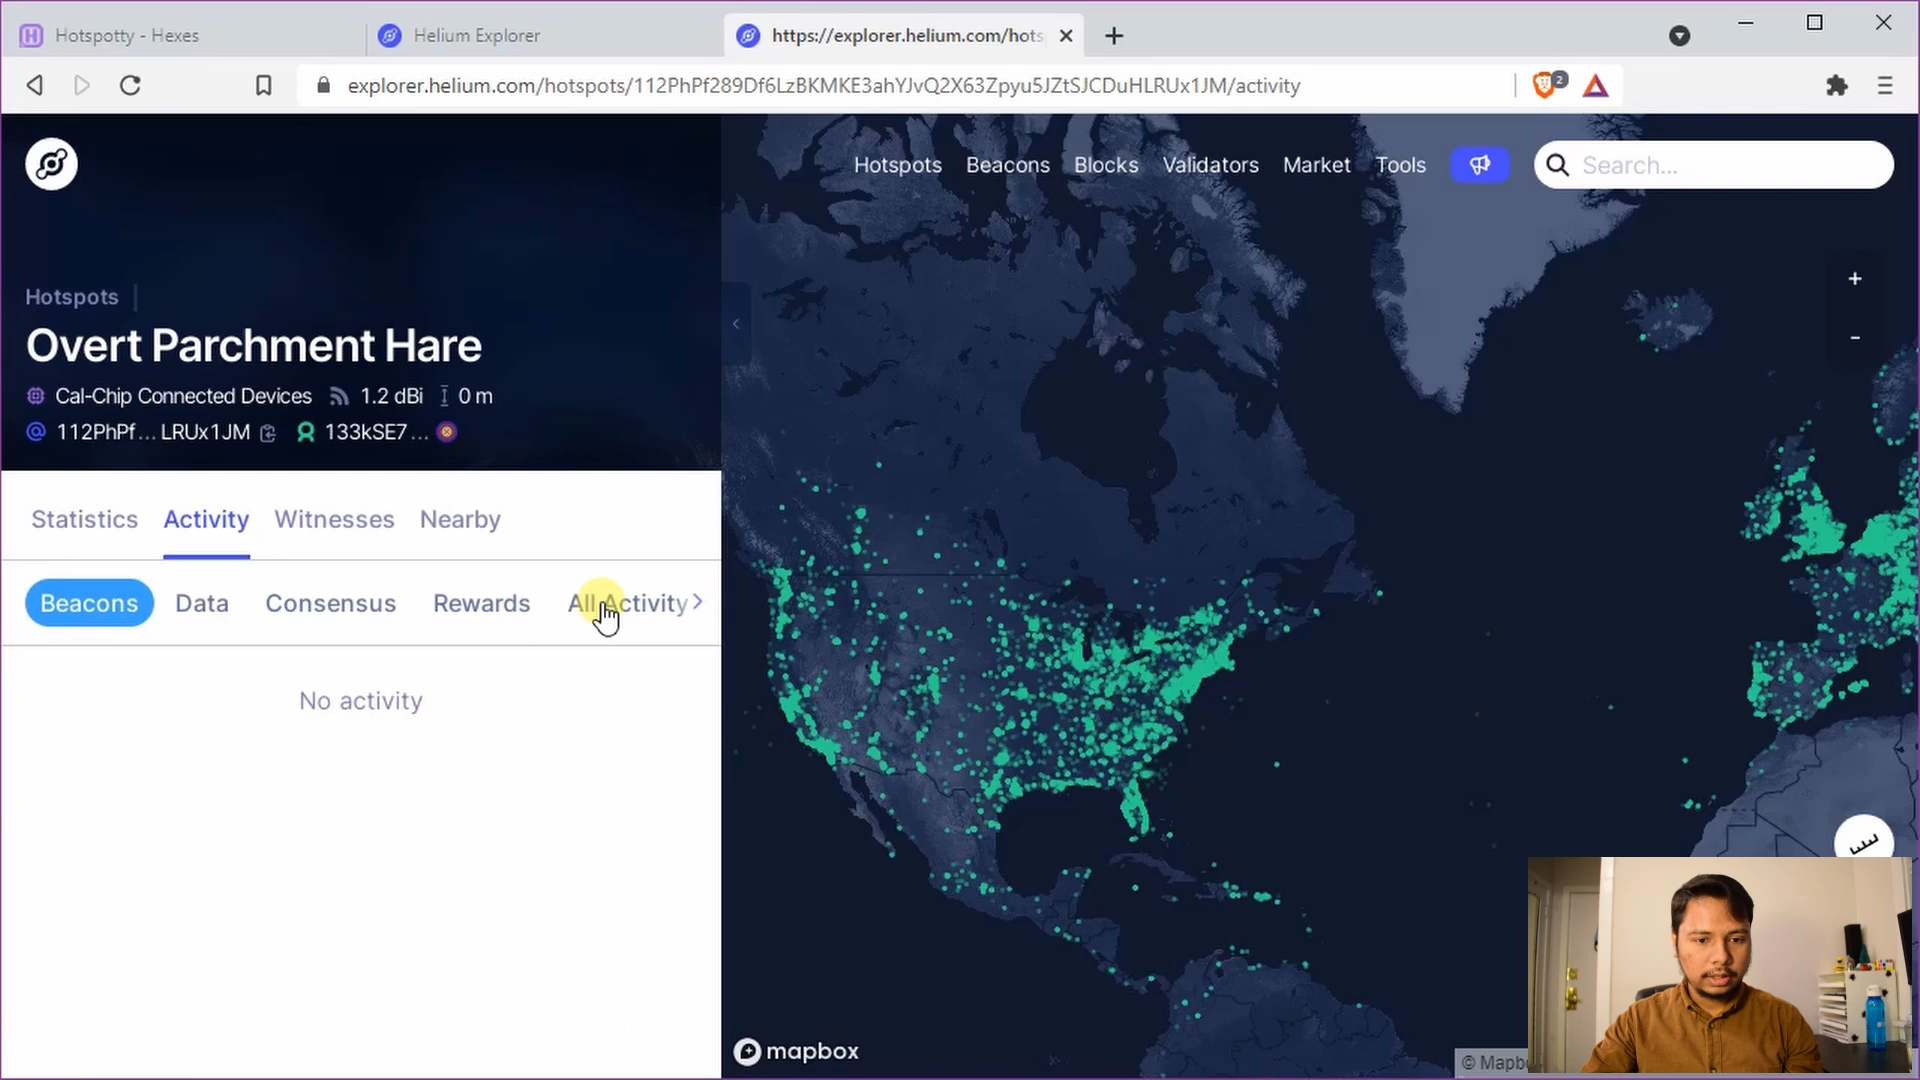 Hotspotty - Hexes
Helium Explorer
https://explorer.helium.com/hots
explorer.helium.com/hotspots/112PhPf289Df6LzBKMKE3ahYJvQ2X63Zpyu5JZtSJCDuHLRUx1JM/activity
2
Hotspots Beacons Blocks Validators Market Tools
Search...
Hotspots
Overt Parchment Hare
Cal-Chip Connected Devices 1.2 dBi 0 m
112PhPf... LRUx1JM 133kSE7...
Statistics Activity Witnesses Nearby
Beacons Data Consensus Rewards All Activity
No activity
mapbox
© Mapb